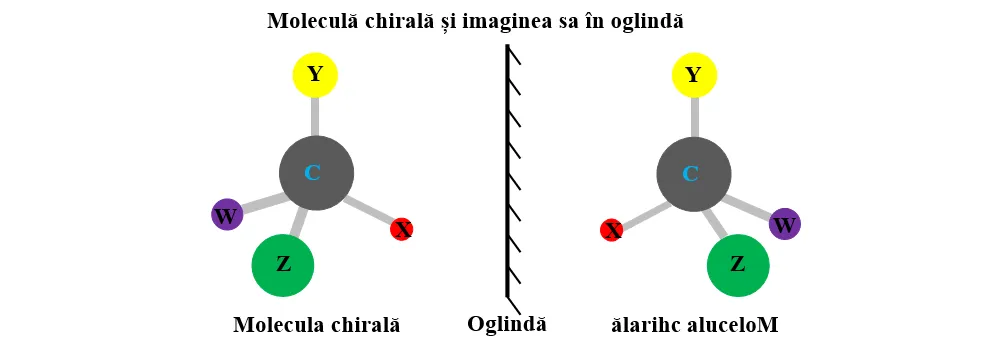 Moleculă chirală și imaginea sa în oglindă
Y Y
C C
W X X W
Z Z
Molecula chirală Oglindă ălarihc aluceloM